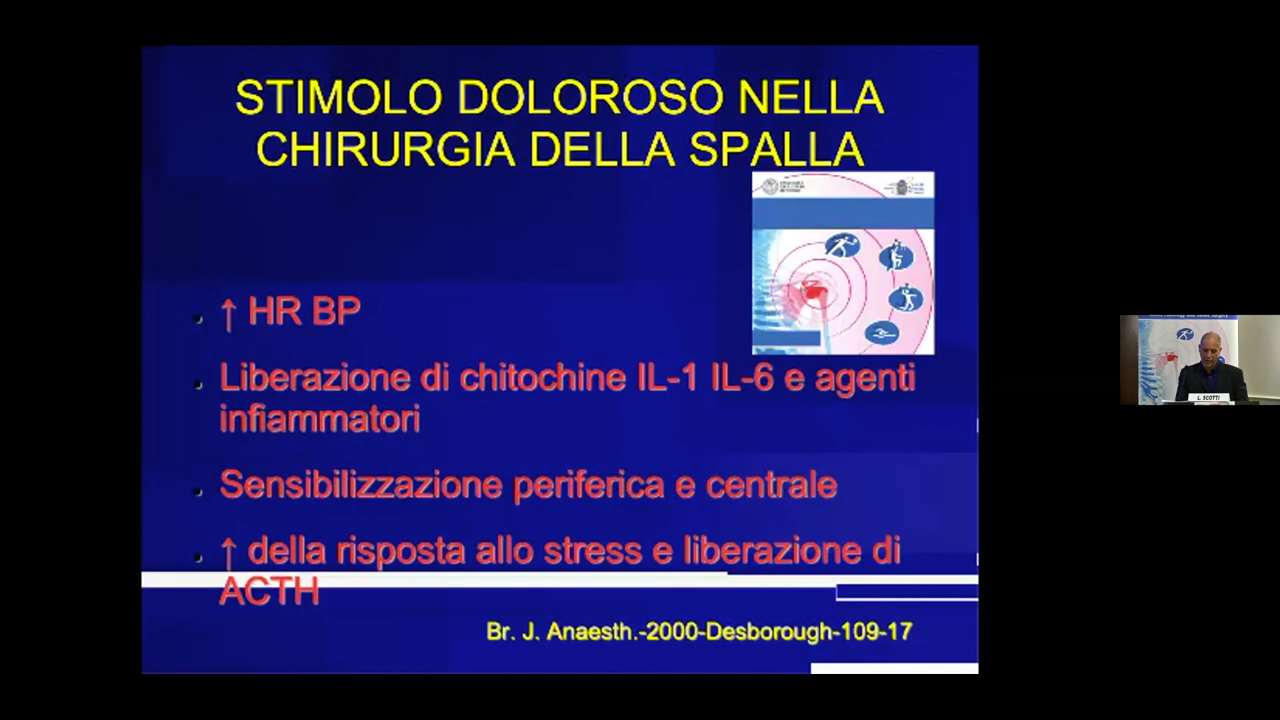 STIMOLO DOLOROSO NELLA
CHIRURGIA DELLA SPALLA
↑ HR BP
Liberazione di chitochine IL-1 IL-6 e agenti
infiammatori
Sensibilizzazione periferica e centrale
↑ della risposta allo stress e liberazione di
ACTH
Br. J. Anaesth.-2000-Desborough-109-17
L. SCOTTI